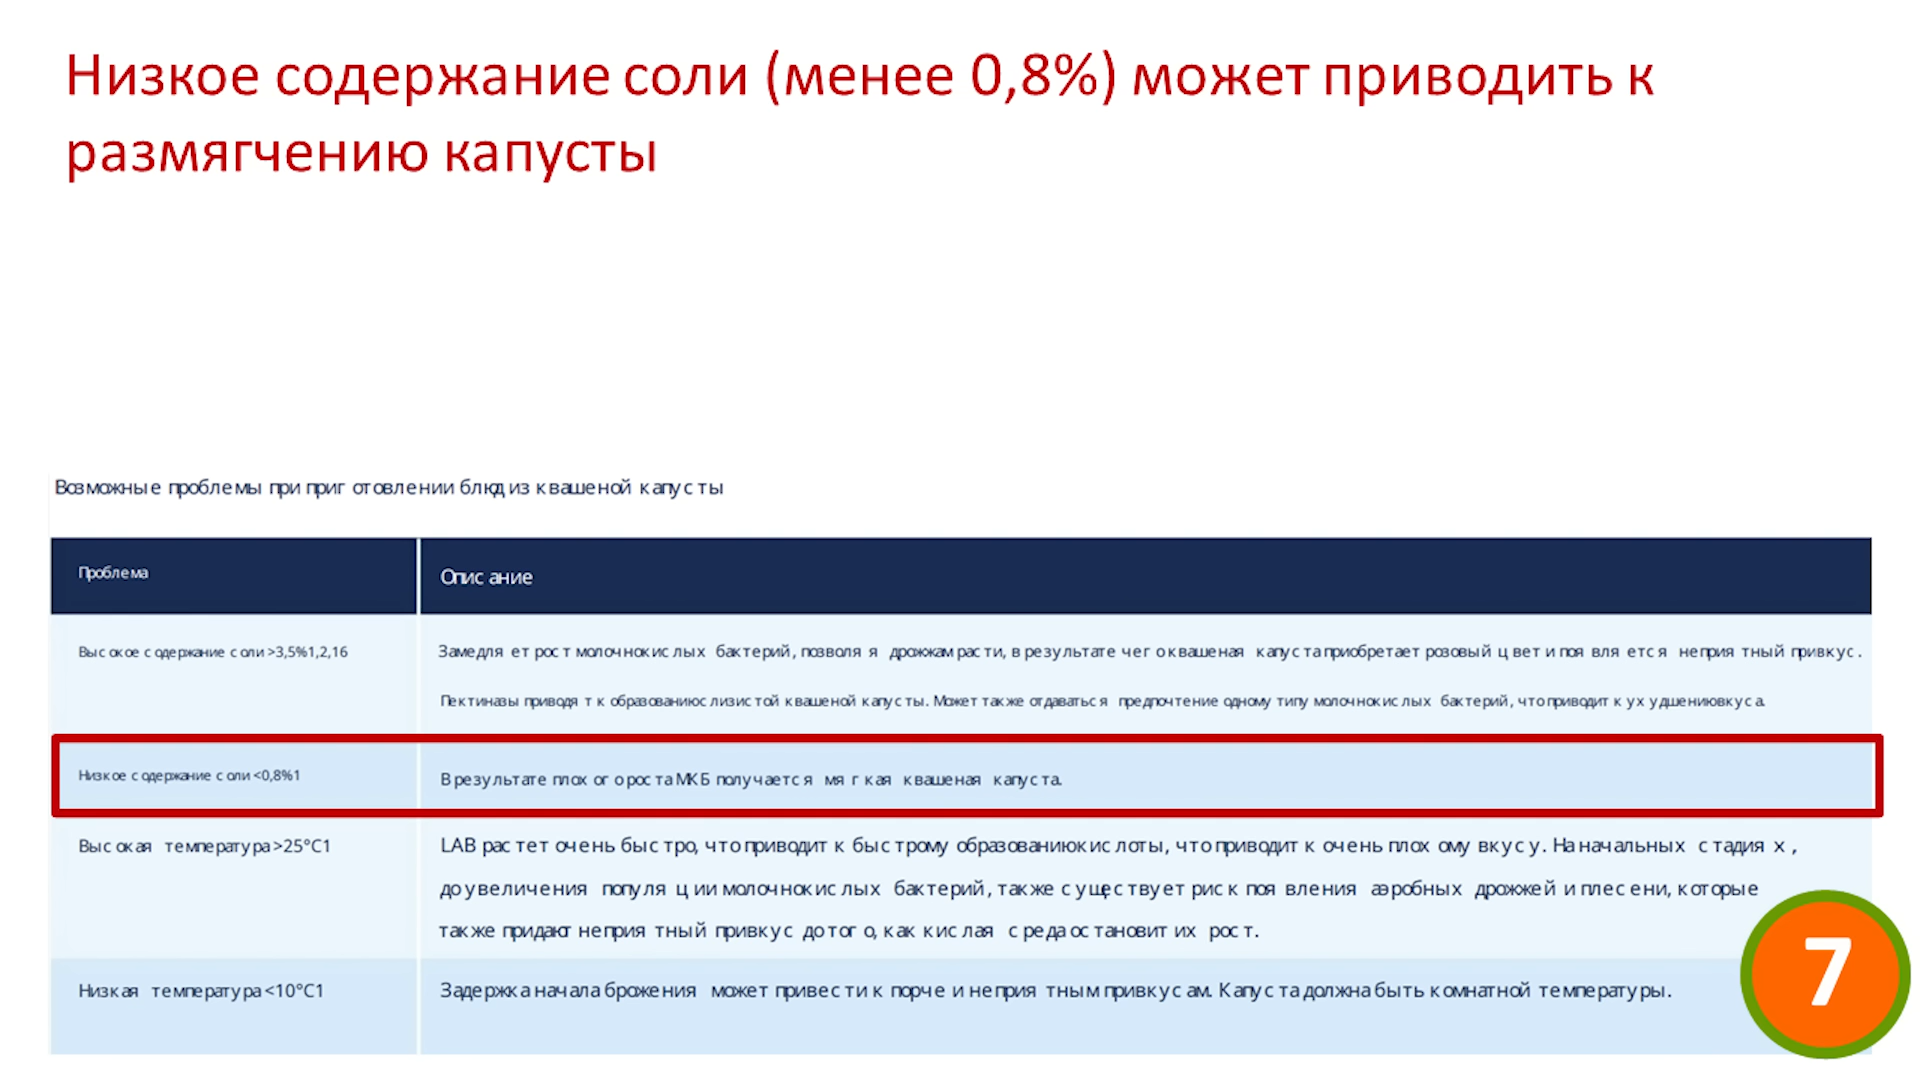 Низкое содержание соли (менее 0,8%) может приводить к
размягчению капусты
Возможные проблемы при приготовлении блюд из квашеной капусты
Проблема
Описание
Высокое содержание соли >3,5%1,2,16
Замедляет рост молочнокислых бактерий, позволяя дрожжам расти, в результате чего квашеная капуста приобретает розовый цвет и появляется неприятный привкус.
Пектиназы приводят к образованию слизистой квашеной капусты. Может также отдаваться предпочтение одному типу молочнокислых бактерий, что приводит к ухудшению вкуса.
Низкое содержание соли <0,8%1
В результате плохого роста МКБ получается мягкая квашеная капуста.
Высокая температура >25°C1
LAB растет очень быстро, что приводит к быстрому образованию кислоты, что приводит к очень плохому вкусу. На начальных стадиях,
до увеличения популяции молочнокислых бактерий, также существует риск появления аэробных дрожжей и плесени, которые
также придают неприятный привкус до того, как кислая среда остановит их рост.
Низкая температура <10°C1
Задержка начала брожения может привести к порче и неприятным привкусам. Капуста должна быть комнатной температуры.
7